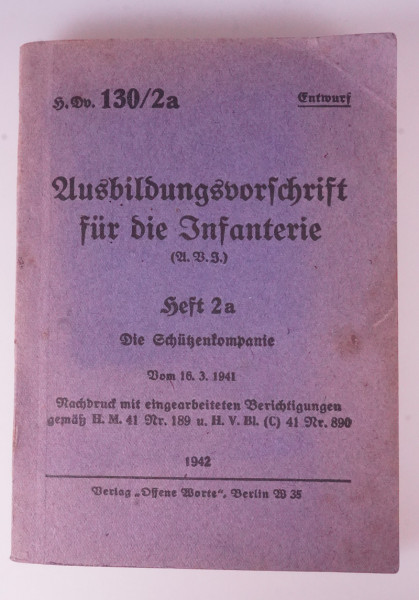 H.Dv. 130/2a
Entwurf
Ausbildungsvorschrift
für die Infanterie
(A. V. I.)
Heft 2a
Die Schützenkompanie
Vom 16. 3. 1941
Nachdruck mit eingearbeiteten Berichtigungen
gemäß H. M. 41 Nr. 189 u. H. V. Bl. (C) 41 Nr. 890
1942
Verlag „Offene Worte“, Berlin W 35